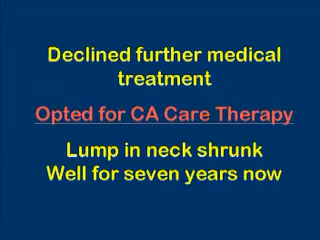 Declined further medical
treatment
Opted for CA Care Therapy
Lump in neck shrunk
Well for seven years now